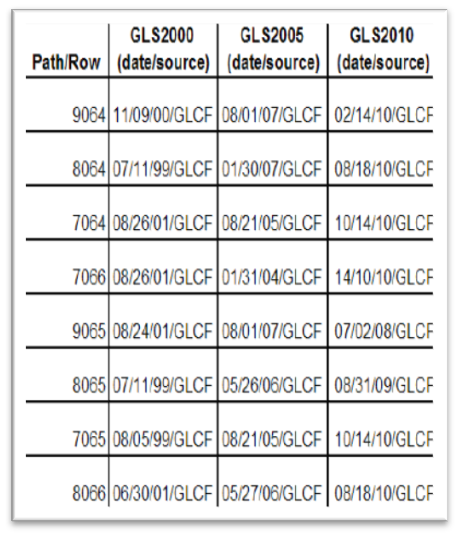 GLS2000 GLS2005 GLS2010
Path/Row (date/source) (date/source) (date/source)
9064 11/09/00/GLCF 08/01/07/GLCF 02/14/10/GLCF
8064 07/11/99/GLCF 01/30/07/GLCF 08/18/10/GLCF
7064 08/26/01/GLCF 08/21/05/GLCF 10/14/10/GLCF
7066 08/26/01/GLCF 01/31/04/GLCF 14/10/10/GLCF
9065 08/24/01/GLCF 08/01/07/GLCF 07/02/08/GLCF
8065 07/11/99/GLCF 05/26/06/GLCF 08/31/09/GLCF
7065 08/05/99/GLCF 08/21/05/GLCF 10/14/10/GLCF
8066 06/30/01/GLCF 05/27/06/GLCF 08/18/10/GLCF